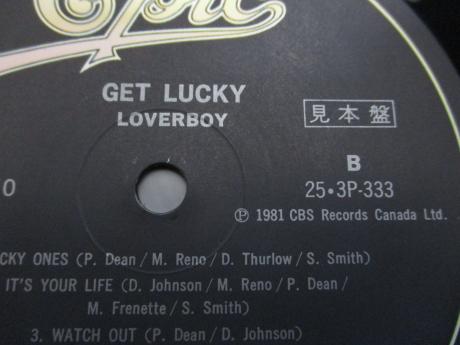 Epic
GET LUCKY
LOVERBOY
見本盤
B
25・3P-333
Ⓟ 1981 CBS Records Canada Ltd.
CKY ONES (P. Dean/M. Reno/D. Thurlow/S. Smith)
IT'S YOUR LIFE (D. Johnson/M. Reno/P. Dean/
M. Frenette/S. Smith)
3. WATCH OUT (P. Dean/D. Johnson)